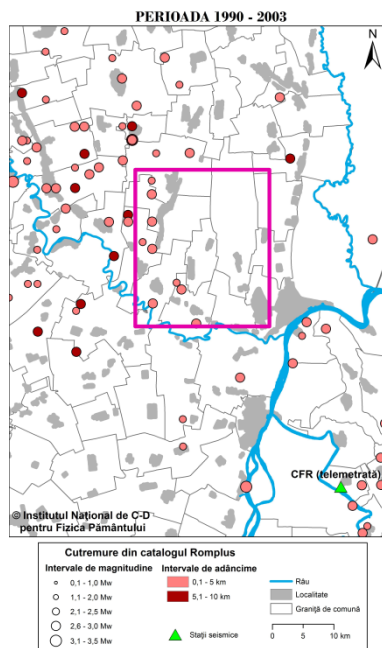 PERIOADA 1990 - 2003
N
CFR (telemetrată)
© Institutul Național de C-D
pentru Fizica Pământului
Cutremure din catalogul Romplus
Intervale de magnitudine
0,1 - 1,0 Mw
1,1 - 2,0 Mw
2,1 - 2,5 Mw
2,6 - 3,0 Mw
3,1 - 3,5 Mw
Intervale de adâncime
0,1 - 5 km
5,1 - 10 km
Stații seismice
Râu
Localitate
Graniță de comună
0 5 10
km